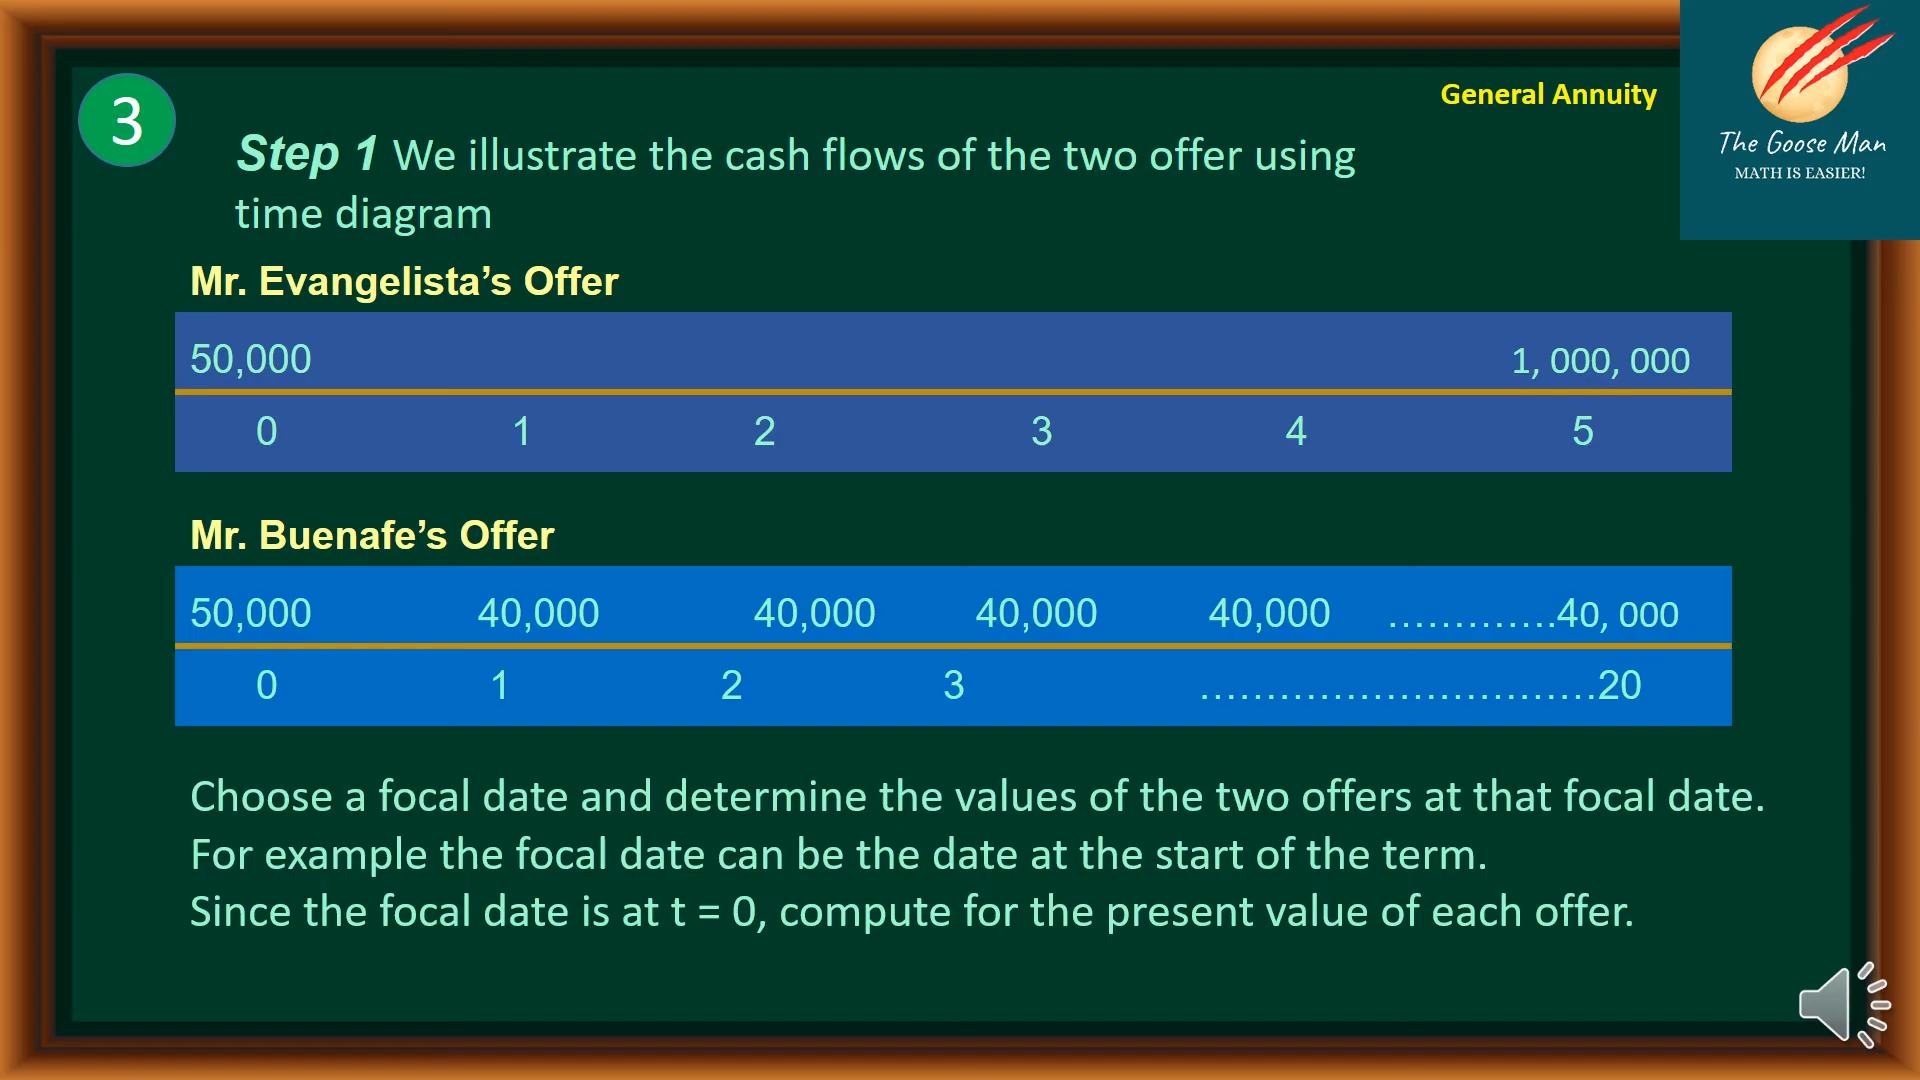 3
General Annuity
The Goose Man
MATH IS EASIER!
Step 1 We illustrate the cash flows of the two offer using
time diagram
Mr. Evangelista’s Offer
50,000 1, 000, 000
0 1 2 3 4 5
Mr. Buenafe’s Offer
50,000 40,000 40,000 40,000 40,000 .............40, 000
0 1 2 3 ..............................20
Choose a focal date and determine the values of the two offers at that focal date.
For example the focal date can be the date at the start of the term.
Since the focal date is at t = 0, compute for the present value of each offer.